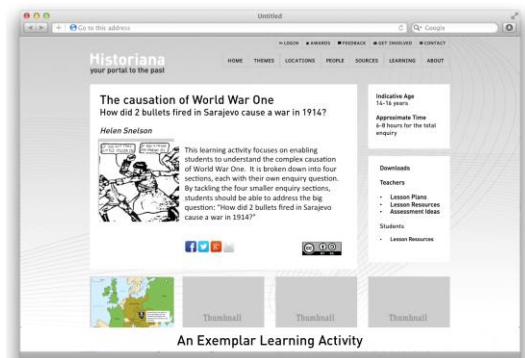 Untitled
Go to this address
Google
LOGIN AWARDS FEEDBACK GET INVOLVED CONTACT
Historiana
your portal to the past
HOME THEMES LOCATIONS PEOPLE SOURCES LEARNING ABOUT
The causation of World War One
How did 2 bullets fired in Sarajevo cause a war in 1914?
Helen Snelson
This learning activity focuses on enabling
students to understand the complex causation
of World War One. It is broken down into four
sections, each with their own enquiry question.
By tackling the four smaller enquiry sections,
students should be able to address the big
question: "How did 2 bullets fired in Sarajevo
cause a war in 1914?"
Indicative Age
14-16 years
Approximate Time
6-8 hours for the total
enquiry
Downloads
Teachers
• Lesson Plans
• Lesson Resources
• Assessment Ideas
Students
• Lesson Resources
Thumbnail
Thumbnail
Thumbnail
An Exemplar Learning Activity